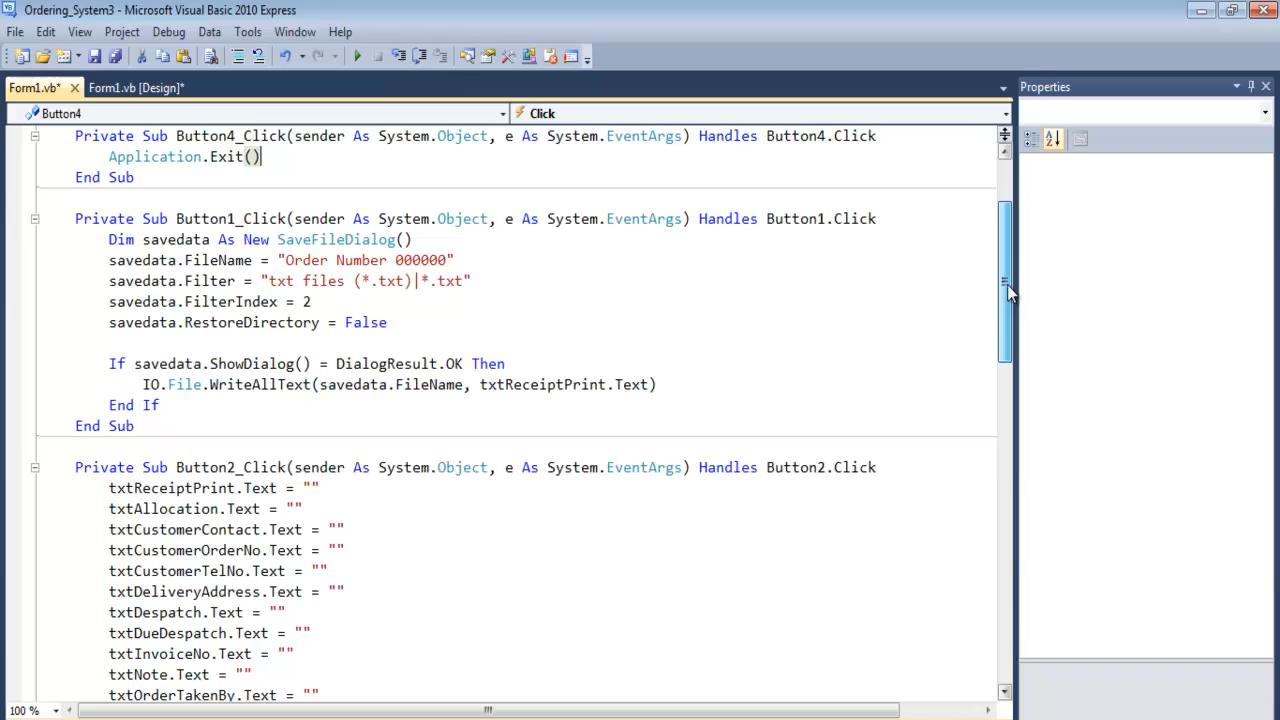 Ordering_System3 - Microsoft Visual Basic 2010 Express
File Edit View Project Debug Data Tools Window Help
Form1.vb* Form1.vb [Design]*
Properties
Button4 Click
Private Sub Button4_Click(sender As System.Object, e As System.EventArgs) Handles Button4.Click
Application.Exit()
End Sub
Private Sub Button1_Click(sender As System.Object, e As System.EventArgs) Handles Button1.Click
Dim savedata As New SaveFileDialog()
savedata.FileName = "Order Number 000000"
savedata.Filter = "txt files (*.txt)|*.txt"
savedata.FilterIndex = 2
savedata.RestoreDirectory = False
If savedata.ShowDialog() = DialogResult.OK Then
IO.File.WriteAllText(savedata.FileName, txtReceiptPrint.Text)
End If
End Sub
Private Sub Button2_Click(sender As System.Object, e As System.EventArgs) Handles Button2.Click
txtReceiptPrint.Text = ""
txtAllocation.Text = ""
txtCustomerContact.Text = ""
txtCustomerOrderNo.Text = ""
txtCustomerTelNo.Text = ""
txtDeliveryAddress.Text = ""
txtDespatch.Text = ""
txtDueDespatch.Text = ""
txtInvoiceNo.Text = ""
txtNote.Text = ""
txtOrderTakenBy.Text = ""
100 %